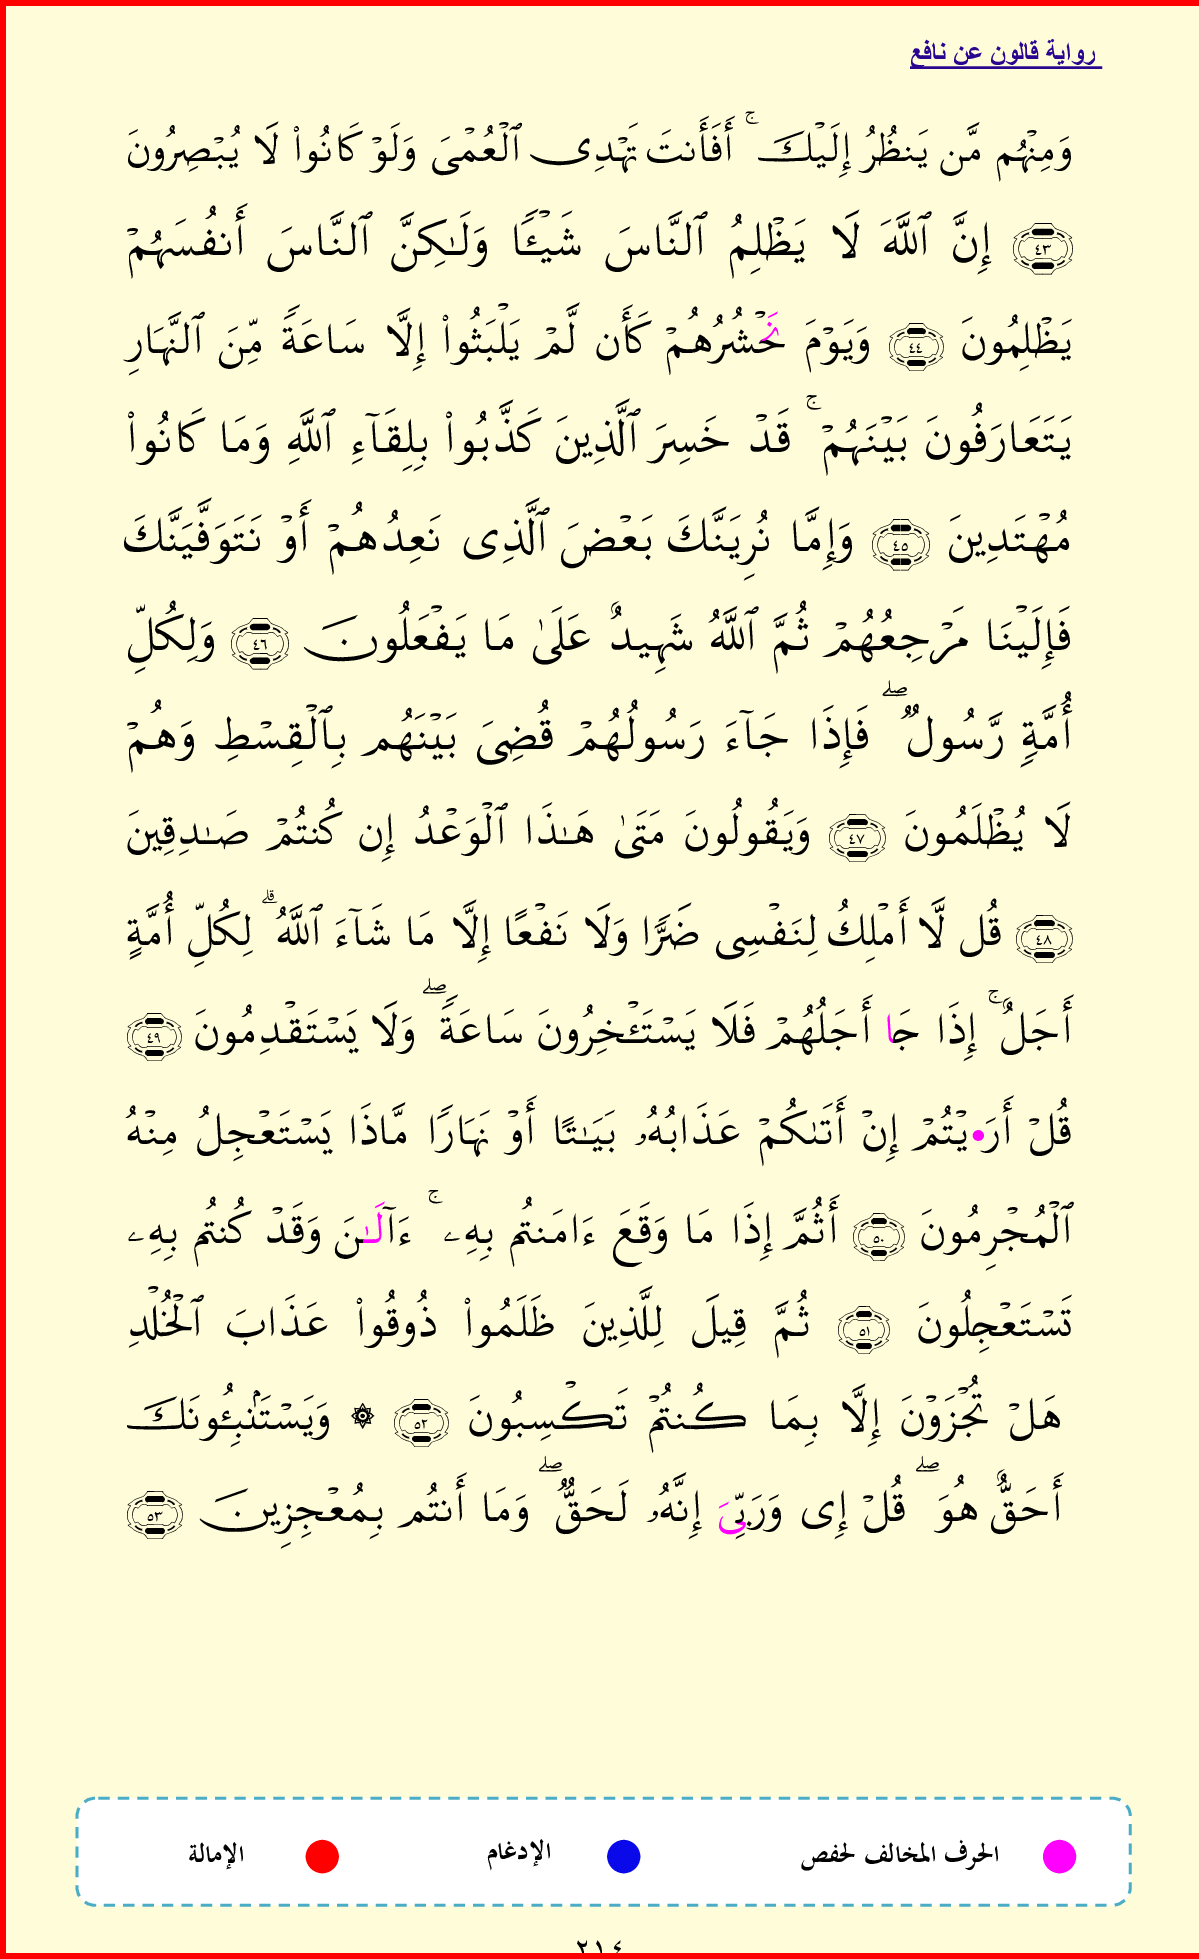 رواية قالون عن نافع
وَمِنْهُم مَّن يَنظُرُ إِلَيْكَ ۚ أَفَأَنتَ تَهْدِى ٱلْعُمْىَ وَلَوْ كَانُوا۟ لَا يُبْصِرُونَ
٤٣ إِنَّ ٱللَّهَ لَا يَظْلِمُ ٱلنَّاسَ شَيْـًٔا وَلَـٰكِنَّ ٱلنَّاسَ أَنفُسَهُمْ
يَظْلِمُونَ ٤٤ وَيَوْمَ نَحْشُرُهُمْ كَأَن لَّمْ يَلْبَثُوا۟ إِلَّا سَاعَةً مِّنَ ٱلنَّهَارِ
يَتَعَارَفُونَ بَيْنَهُمْ ۚ قَدْ خَسِرَ ٱلَّذِينَ كَذَّبُوا۟ بِلِقَآءِ ٱللَّهِ وَمَا كَانُوا۟
مُهْتَدِينَ ٤٥ وَإِمَّا نُرِيَنَّكَ بَعْضَ ٱلَّذِى نَعِدُهُمْ أَوْ نَتَوَفَّيَنَّكَ
فَإِلَيْنَا مَرْجِعُهُمْ ثُمَّ ٱللَّهُ شَهِيدٌ عَلَىٰ مَا يَفْعَلُونَ ٤٦ وَلِكُلِّ
أُمَّةٍ رَّسُولٌ ۖ فَإِذَا جَآءَ رَسُولُهُمْ قُضِىَ بَيْنَهُم بِٱلْقِسْطِ وَهُمْ
لَا يُظْلَمُونَ ٤٧ وَيَقُولُونَ مَتَىٰ هَـٰذَا ٱلْوَعْدُ إِن كُنتُمْ صَـٰدِقِينَ
٤٨ قُل لَّا أَمْلِكُ لِنَفْسِى ضَرًّا وَلَا نَفْعًا إِلَّا مَا شَآءَ ٱللَّهُ ۗ لِكُلِّ أُمَّةٍ
أَجَلٌ ۚ إِذَا جَا أَجَلُهُمْ فَلَا يَسْتَـْٔخِرُونَ سَاعَةً ۖ وَلَا يَسْتَقْدِمُونَ ٤٩
قُلْ أَرَ•يْتُمْ إِنْ أَتَىٰكُمْ عَذَابُهُۥ بَيَـٰتًا أَوْ نَهَارًا مَّاذَا يَسْتَعْجِلُ مِنْهُ
ٱلْمُجْرِمُونَ ٥٠ أَثُمَّ إِذَا مَا وَقَعَ ءَامَنتُم بِهِۦ ۚ ءَآلَـٰنَ وَقَدْ كُنتُم بِهِۦ
تَسْتَعْجِلُونَ ٥١ ثُمَّ قِيلَ لِلَّذِينَ ظَلَمُوا۟ ذُوقُوا۟ عَذَابَ ٱلْخُلْدِ
هَلْ تُجْزَوْنَ إِلَّا بِمَا كُنتُمْ تَكْسِبُونَ ٥٢ ۞ وَيَسْتَنۢبِـُٔونَكَ
أَحَقٌّ هُوَ ۖ قُلْ إِى وَرَبِّىَ إِنَّهُۥ لَحَقٌّ ۖ وَمَا أَنتُم بِمُعْجِزِينَ ٥٣
الحرف المخالف لحفص الإدغام الإمالة
٢١٤